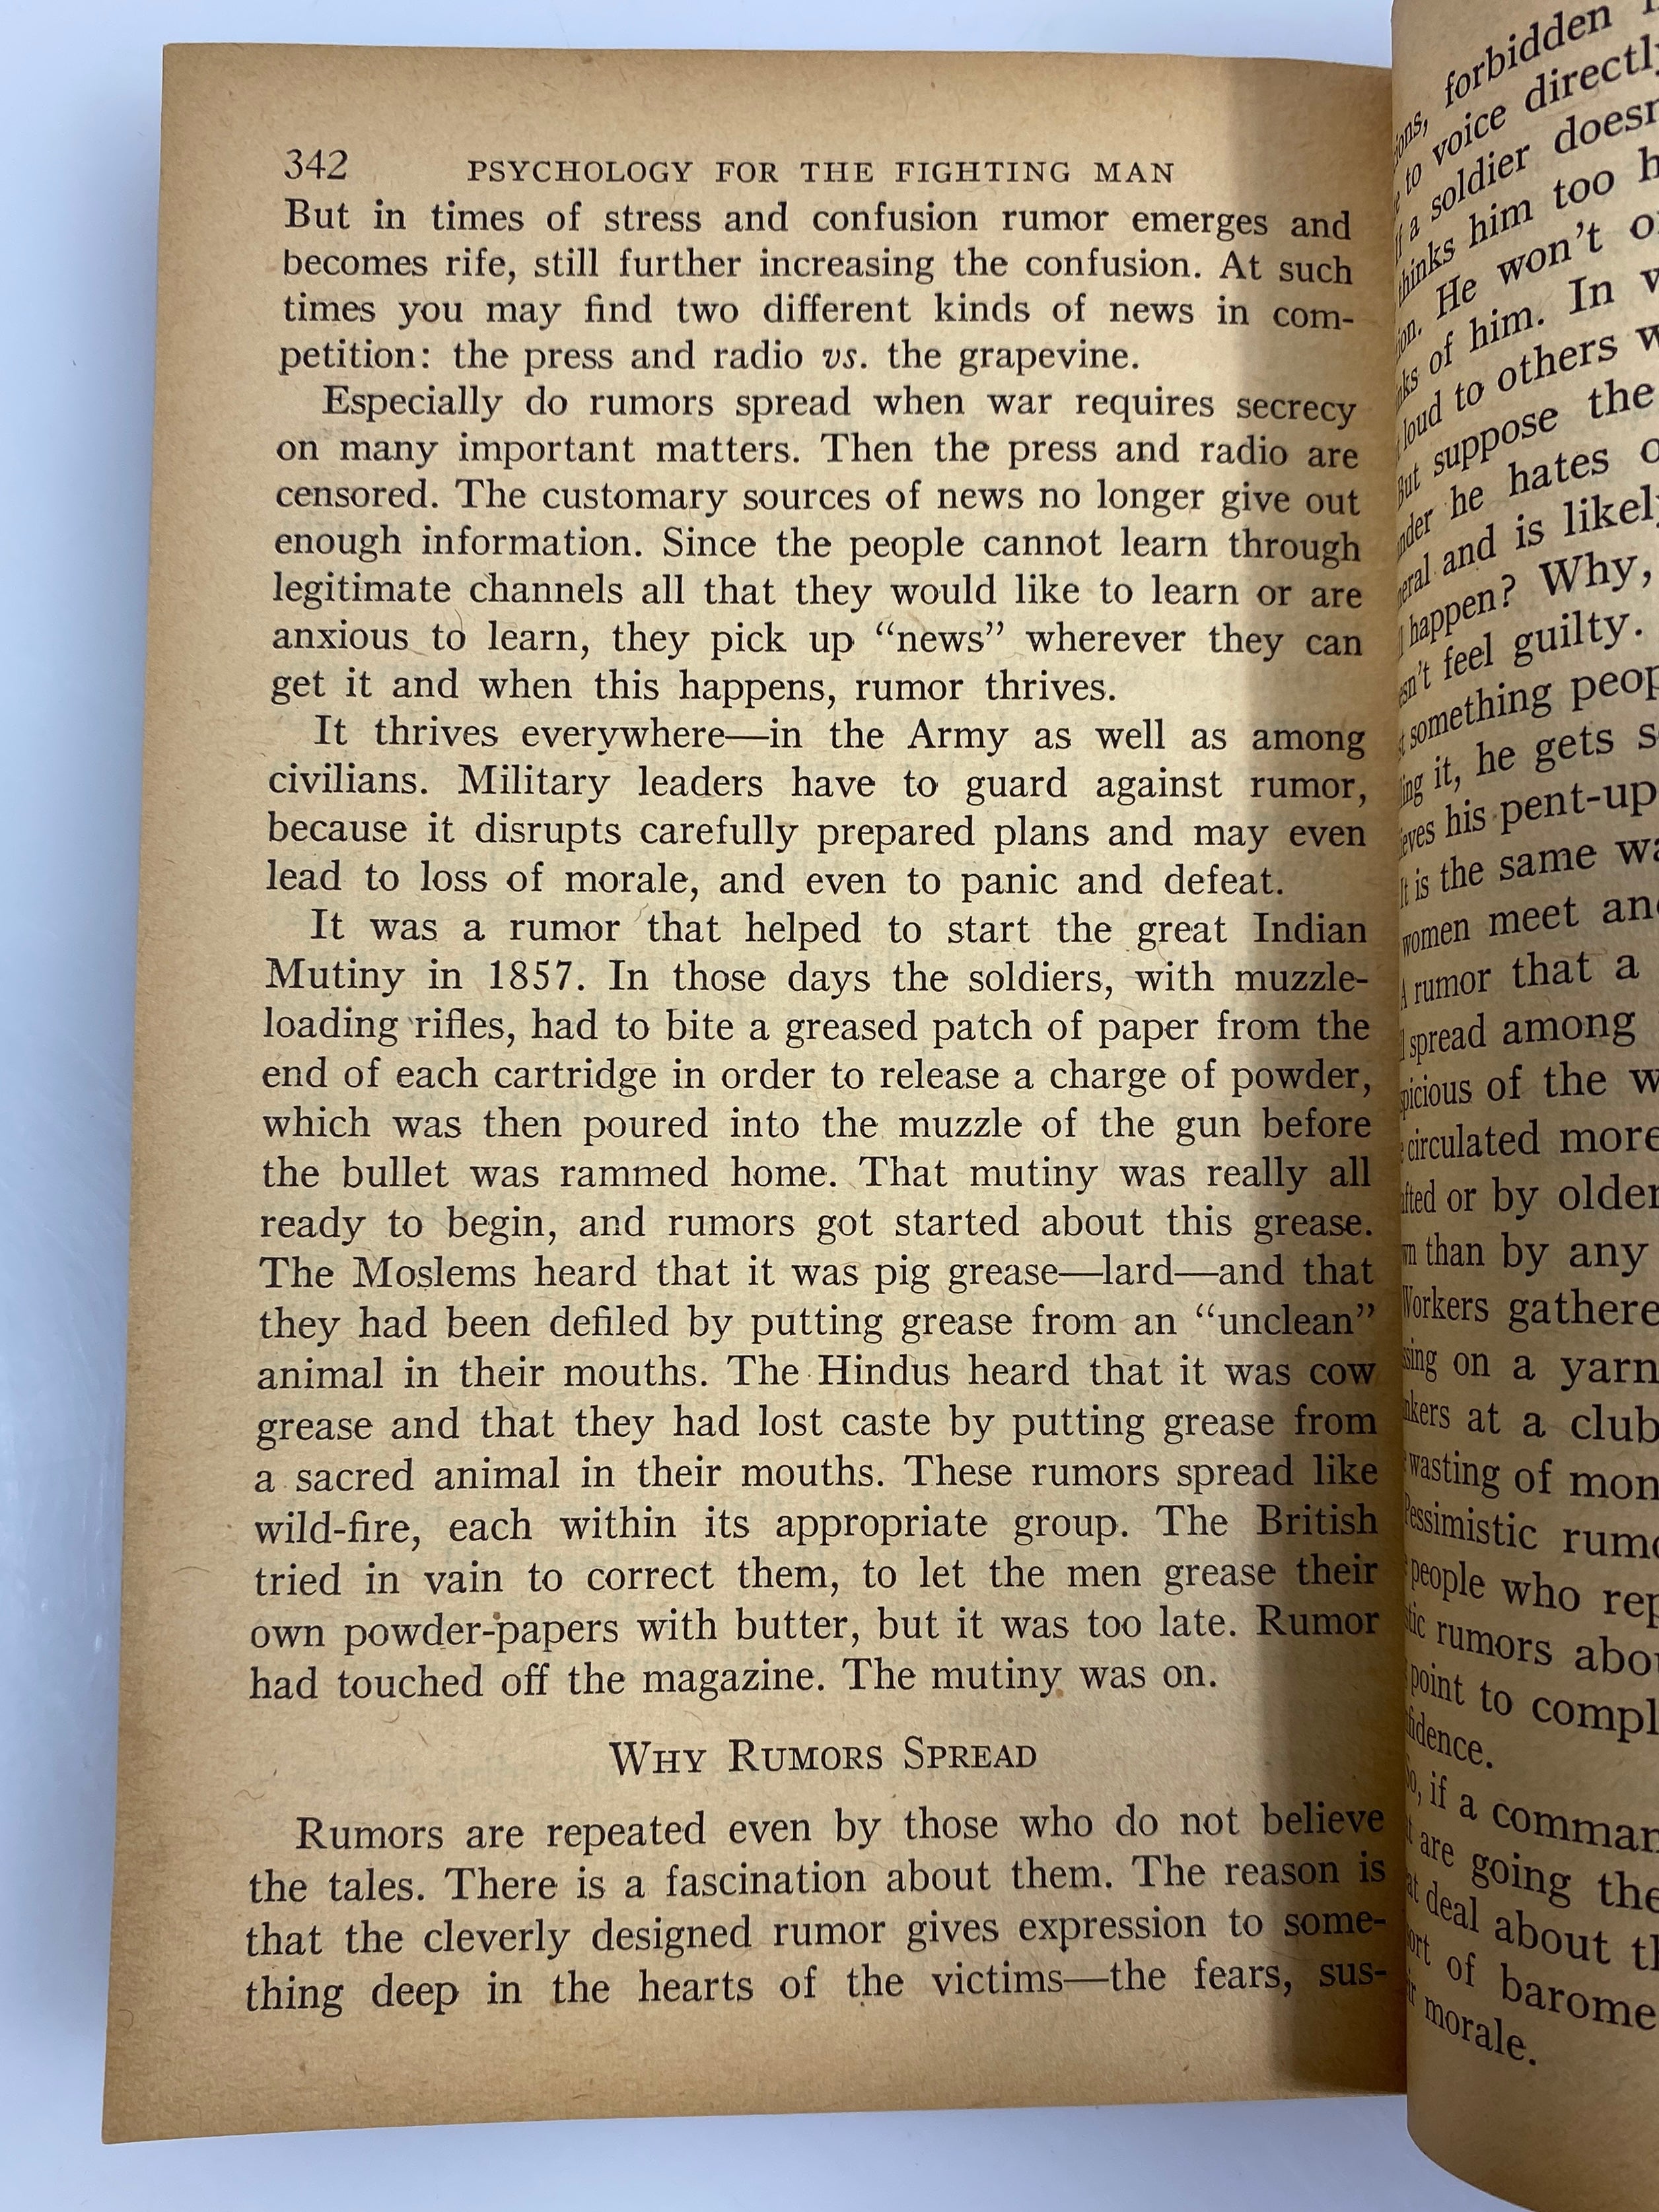 342 PSYCHOLOGY FOR THE FIGHTING MAN
But in times of stress and confusion rumor emerges and
becomes rife, still further increasing the confusion. At such
times you may find two different kinds of news in com-
petition: the press and radio vs. the grapevine.
Especially do rumors spread when war requires secrecy
on many important matters. Then the press and radio are
censored. The customary sources of news no longer give out
enough information. Since the people cannot learn through
legitimate channels all that they would like to learn or are
anxious to learn, they pick up “news” wherever they can
get it and when this happens, rumor thrives.
It thrives everywhere—in the Army as well as among
civilians. Military leaders have to guard against rumor,
because it disrupts carefully prepared plans and may even
lead to loss of morale, and even to panic and defeat.
It was a rumor that helped to start the great Indian
Mutiny in 1857. In those days the soldiers, with muzzle-
loading rifles, had to bite a greased patch of paper from the
end of each cartridge in order to release a charge of powder,
which was then poured into the muzzle of the gun before
the bullet was rammed home. That mutiny was really all
ready to begin, and rumors got started about this grease.
The Moslems heard that it was pig grease—lard—and that
they had been defiled by putting grease from an “unclean”
animal in their mouths. The Hindus heard that it was cow
grease and that they had lost caste by putting grease from
a sacred animal in their mouths. These rumors spread like
wild-fire, each within its appropriate group. The British
tried in vain to correct them, to let the men grease their
own powder-papers with butter, but it was too late. Rumor
had touched off the magazine. The mutiny was on.
WHY RUMORS SPREAD
Rumors are repeated even by those who do not believe
the tales. There is a fascination about them. The reason is
that the cleverly designed rumor gives expression to some-
thing deep in the hearts of the victims—the fears, sus-
forbidden
to voice directly
a soldier
thinks him too
He won't
of him. In
loud to others
But suppose the
he hates
and is likely
happen? Why,
feel guilty.
something
it, he gets
his pent-up
It is the same
women meet
A rumor that a
spread among
of the
circulated more
or by older
than by any
Workers
on a yarn
at a club
wasting of
Pessimistic
people who
rumors
point to
if a
are going the
deal about
of
morale.